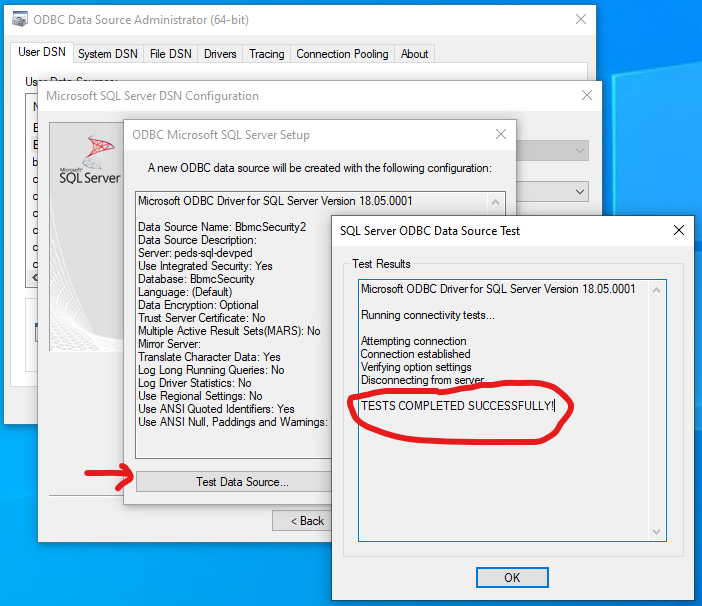 ODBC Data Source Administrator (64-bit)
User DSN System DSN File DSN Drivers Tracing Connection Pooling About
Microsoft SQL Server DSN Configuration
Microsoft
SQL Server
ODBC Microsoft SQL Server Setup
A new ODBC data source will be created with the following configuration:
Microsoft ODBC Driver for SQL Server Version 18.05.0001
Data Source Name: BbmcSecurity2
Data Source Description:
Server: peds-sql-devped
Use Integrated Security: Yes
Database: BbmcSecurity
Language: (Default)
Data Encryption: Optional
Trust Server Certificate: No
Multiple Active Result Sets(MARS): No
Mirror Server:
Translate Character Data: Yes
Log Long Running Queries: No
Log Driver Statistics: No
Use Regional Settings: No
Use ANSI Quoted Identifiers: Yes
Use ANSI Null, Paddings and Warnings:
Test Data Source...
< Back
SQL Server ODBC Data Source Test
Test Results
Microsoft ODBC Driver for SQL Server Version 18.05.0001
Running connectivity tests...
Attempting connection
Connection established
Verifying option settings
Disconnecting from server
TESTS COMPLETED SUCCESSFULLY!
OK